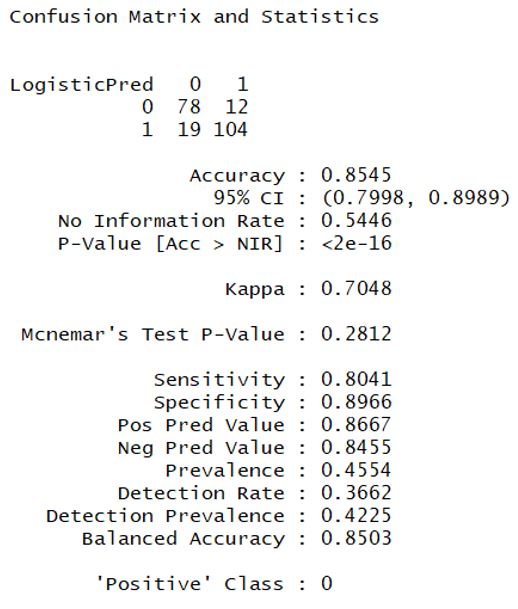 Confusion Matrix and Statistics
LogisticPred 0 1
0 78 12
1 19 104
Accuracy : 0.8545
95% CI : (0.7998, 0.8989)
No Information Rate : 0.5446
P-Value [Acc > NIR] : <2e-16
Kappa : 0.7048
Mcnemar's Test P-Value : 0.2812
Sensitivity : 0.8041
Specificity : 0.8966
Pos Pred Value : 0.8667
Neg Pred Value : 0.8455
Prevalence : 0.4554
Detection Rate : 0.3662
Detection Prevalence : 0.4225
Balanced Accuracy : 0.8503
'Positive' Class : 0